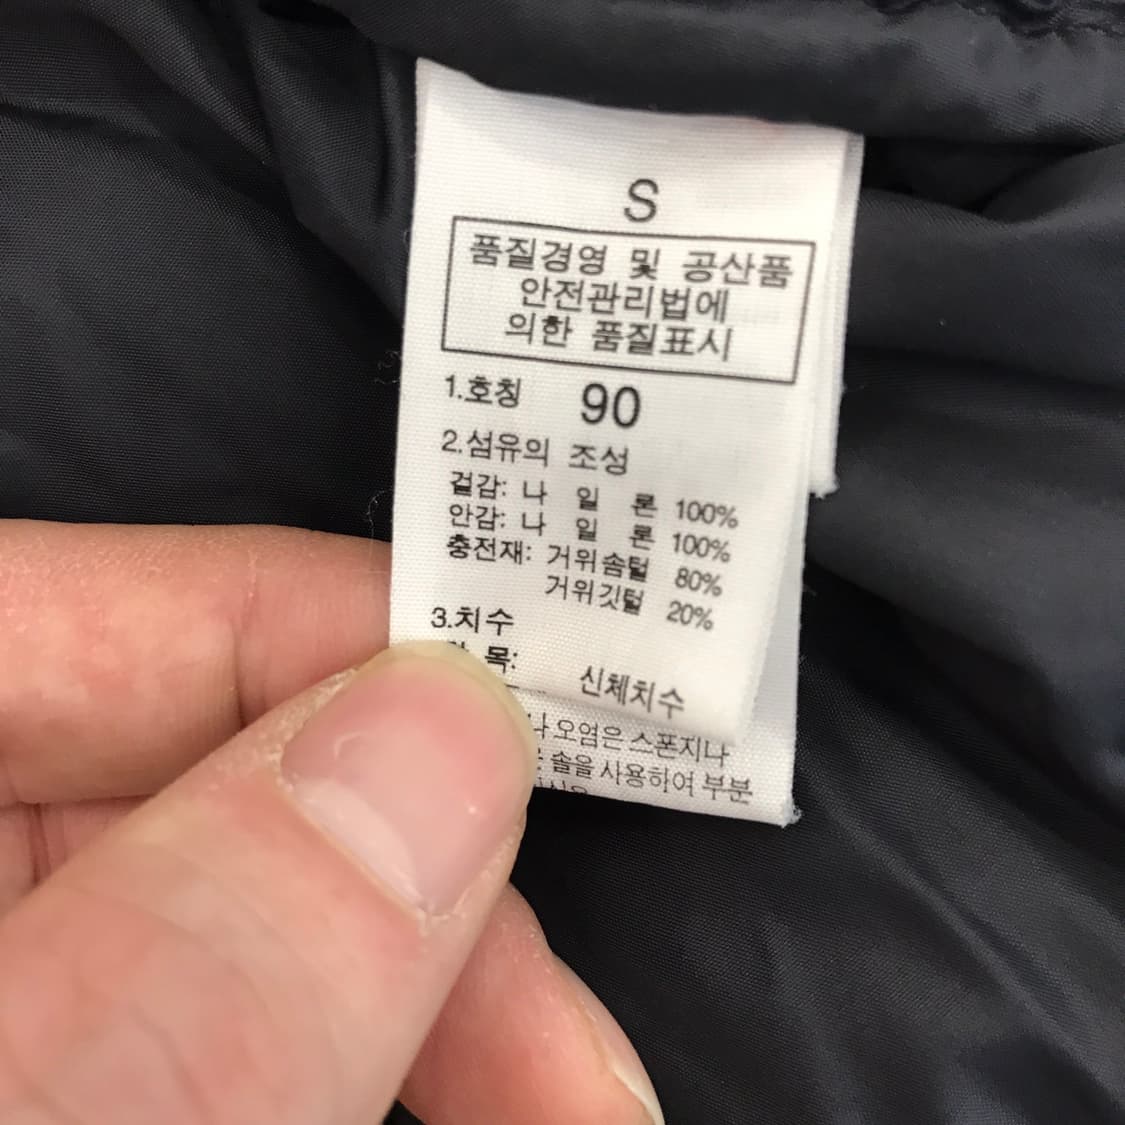 S
품질경영 및 공산품
안전관리법에
의한 품질표시
1.호칭 90
2.섬유의 조성
겉감: 나 일 론 100%
안감: 나 일 론 100%
충전재: 거위솜털 80%
거위깃털 20%
3.치수
목: 신체치수
오염은 스폰지나
솔을 사용하여 부분